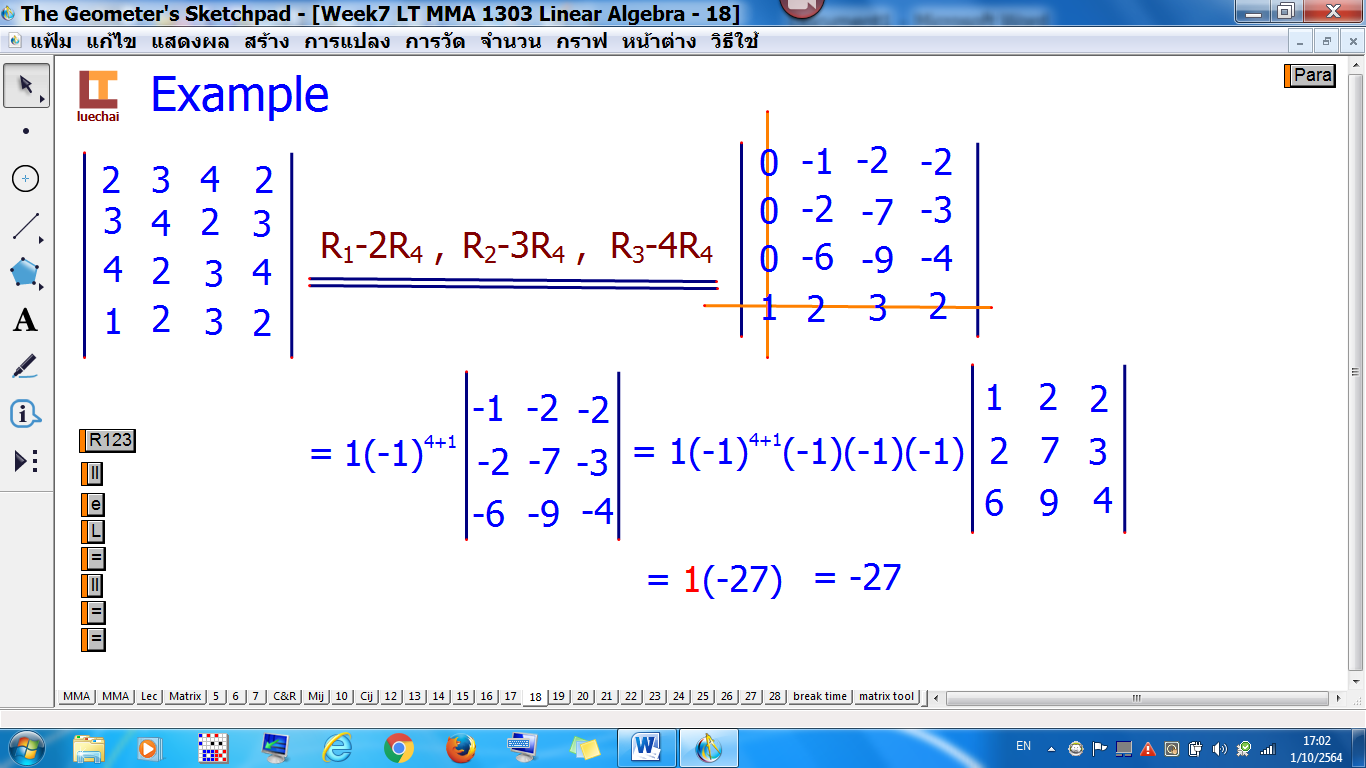 The Geometer's Sketchpad - [Week7 LT MMA 1303 Linear Algebra - 18]
แฟ้ม แก้ไข แสดงผล สร้าง การแปลง การวัด จำนวน กราฟ หน้าต่าง วิธีใช้
LT
luechai
Example
Para
2 3 4 2
3 4 2 3
4 2 3 4
1 2 3 2
R₁-2R₄ , R₂-3R₄ , R₃-4R₄
0 -1 -2 -2
0 -2 -7 -3
0 -6 -9 -4
1 2 3 2
= 1(-1)⁴⁺¹
-1 -2 -2
-2 -7 -3
-6 -9 -4
= 1(-1)⁴⁺¹(-1)(-1)(-1)
1 2 2
2 7 3
6 9 4
= 1(-27) = -27
R123
||
e
L
=
||
=
=
MMA MMA Lec Matrix 5 6 7 C&R Mij 10 Cij 12 13 14 15 16 17 18 19 20 21 22 23 24 25 26 27 28 break time matrix tool
EN
17:02
1/10/2564